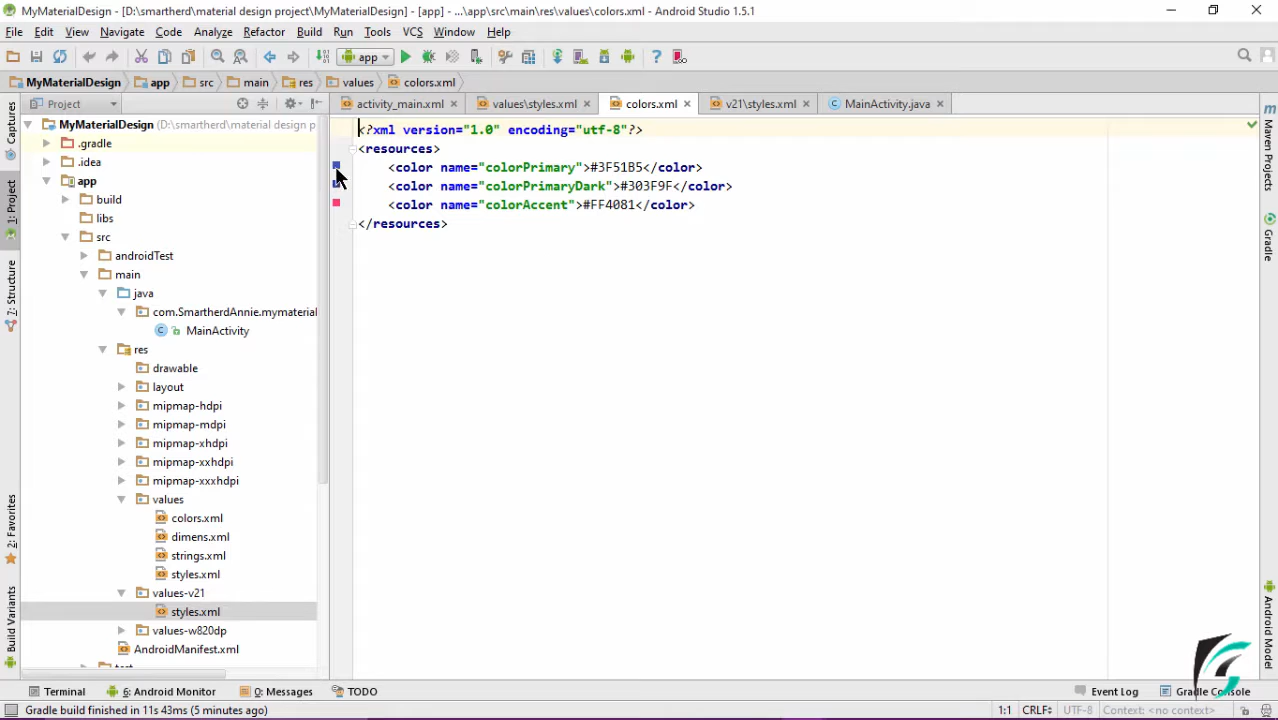 MyMaterialDesign - [D:\smartherd\material design project\MyMaterialDesign] - [app] - ...\app\src\main\res\values\colors.xml - Android Studio 1.5.1
File Edit View Navigate Code Analyze Refactor Build Run Tools VCS Window Help
app
MyMaterialDesign app src main res values colors.xml
Project
activity_main.xml values\styles.xml colors.xml v21\styles.xml MainActivity.java
Captures
1: Project
7: Structure
2: Favorites
Build Variants
MyMaterialDesign (D:\smartherd\material design p
.gradle
.idea
app
build
libs
src
androidTest
main
java
com.SmartherdAnnie.mymaterial
MainActivity
res
drawable
layout
mipmap-hdpi
mipmap-mdpi
mipmap-xhdpi
mipmap-xxhdpi
mipmap-xxxhdpi
values
colors.xml
dimens.xml
strings.xml
styles.xml
values-v21
styles.xml
values-w820dp
AndroidManifest.xml
<?xml version="1.0" encoding="utf-8"?>
<resources>
<color name="colorPrimary">#3F51B5</color>
<color name="colorPrimaryDark">#303F9F</color>
<color name="colorAccent">#FF4081</color>
</resources>
Maven Projects
Gradle
Android Model
Terminal 6: Android Monitor 0: Messages TODO Event Log Gradle Console
Gradle build finished in 11s 43ms (5 minutes ago) 1:1 CRLF÷ UTF-8 Context: <no context>